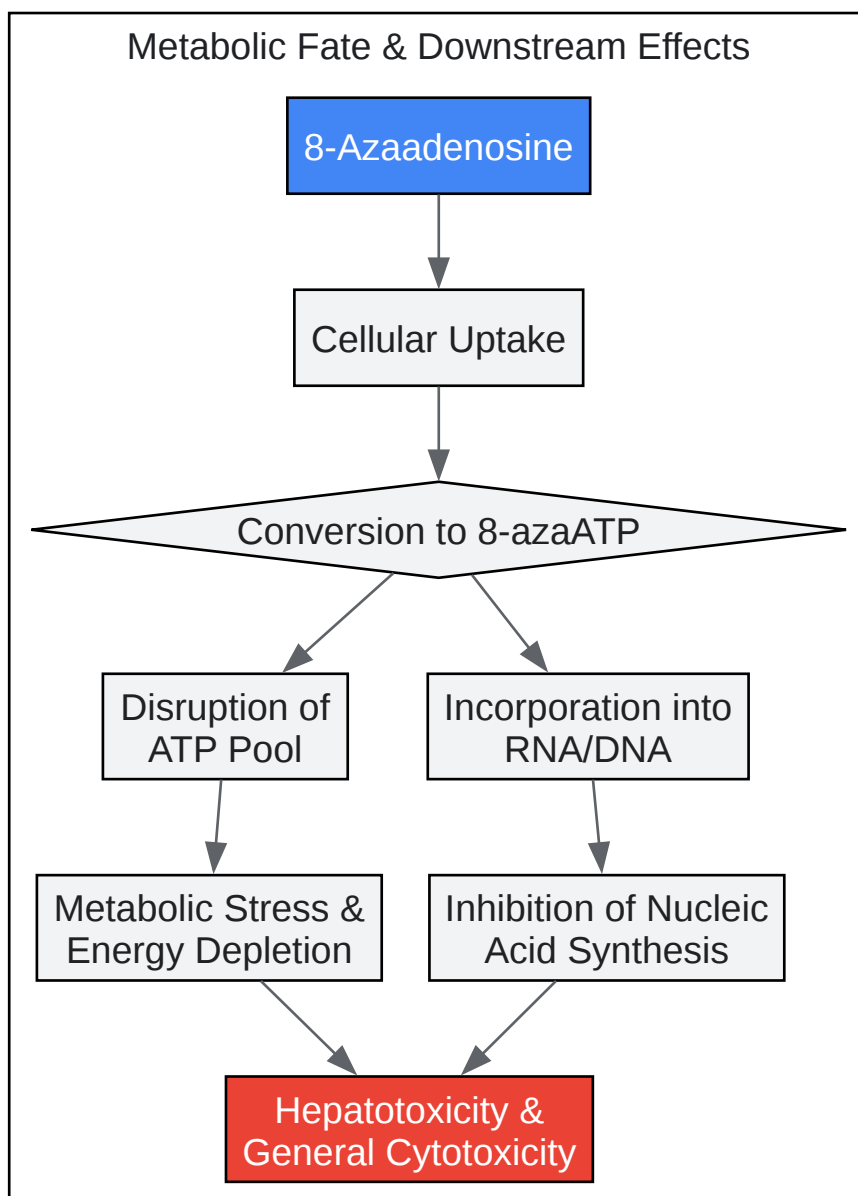 Metabolic Fate & Downstream Effects
8-Azaadenosine
Cellular Uptake
Conversion to 8-azaATP
Disruption of
ATP Pool
Incorporation into
RNA/DNA
Metabolic Stress &
Energy Depletion
Inhibition of Nucleic
Acid Synthesis
Hepatotoxicity &
General Cytotoxicity